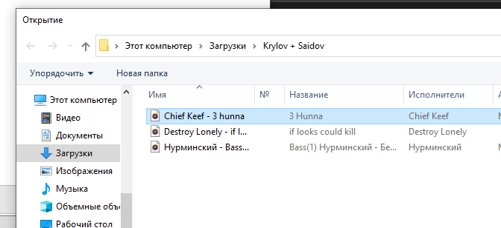 Открытие
Этот компьютер > Загрузки > Krylov + Saidov
Упорядочить Новая папка
Имя № Название Исполнители
Этот компьютер
Видео
Документы
Загрузки
Изображения
Музыка
Объемные объе
Рабочий стол
Chief Keef - 3 hunna 3 Hunna Chief Keef
Destroy Lonely - if l... if looks could kill Destroy Lonely
Нурминский - Bass... Bass(1) Нурминский - Бе... Нурминский